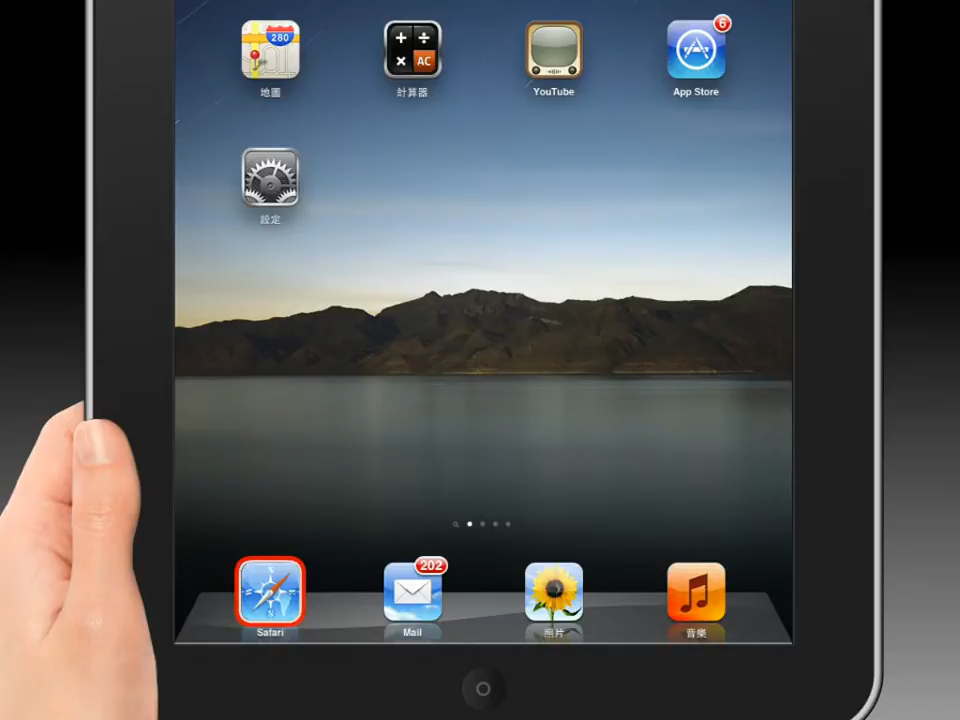 280
+ ÷
× AC
6
地圖
計算器
YouTube
App Store
設定
202
N
S
Safari
Mail
照片
音樂